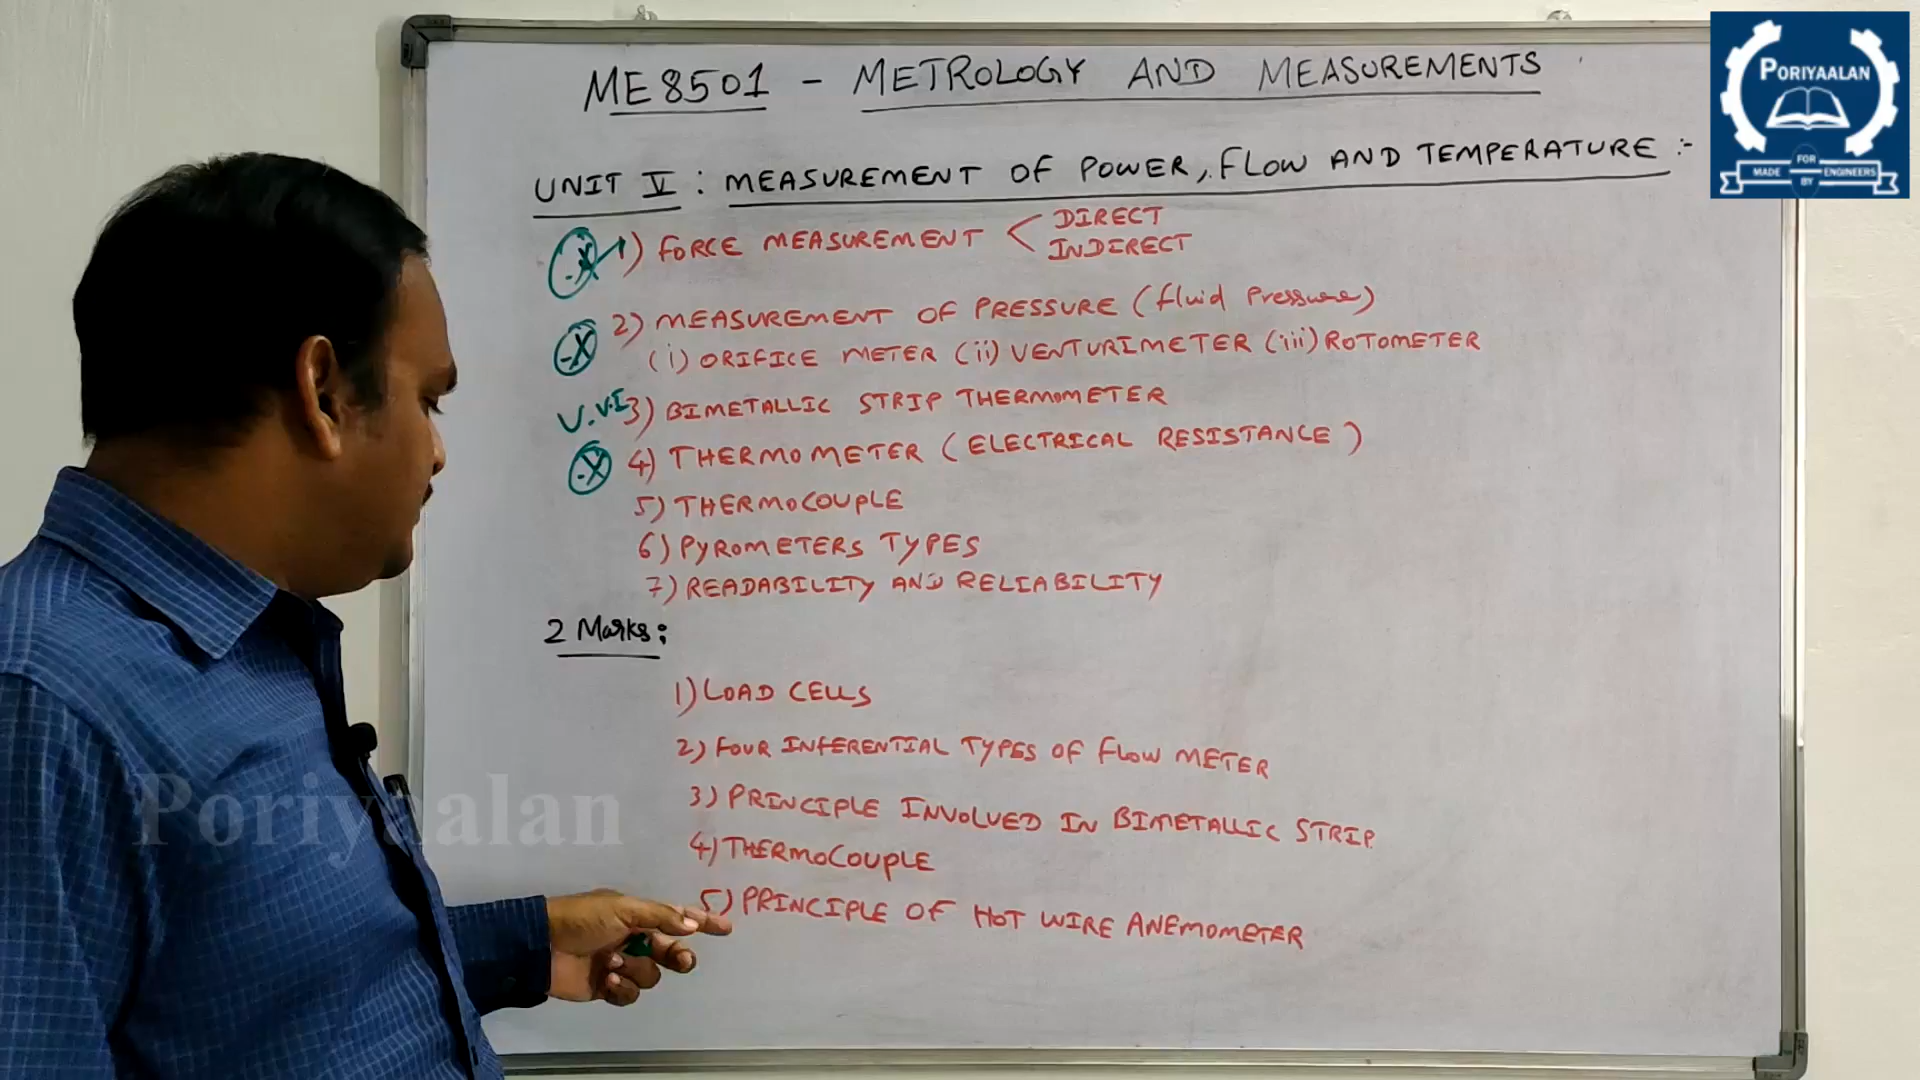 ME8501 - METROLOGY AND MEASUREMENTS
PORIYAALAN
MADE FOR BY ENGINEERS
UNIT V : MEASUREMENT OF POWER, FLOW AND TEMPERATURE :-
1) FORCE MEASUREMENT < DIRECT
INDIRECT
2) MEASUREMENT OF PRESSURE (fluid Pressure)
(i) ORIFICE METER (ii) VENTURIMETER (iii) ROTOMETER
V.V.I 3) BIMETALLIC STRIP THERMOMETER
4) THERMOMETER (ELECTRICAL RESISTANCE)
5) THERMOCOUPLE
6) PYROMETERS TYPES
7) READABILITY AND RELIABILITY
2 Marks:
1) LOAD CELLS
2) FOUR INFERENTIAL TYPES OF FLOW METER
3) PRINCIPLE INVOLVED IN BIMETALLIC STRIP
4) THERMOCOUPLE
5) PRINCIPLE OF HOT WIRE ANEMOMETER
Poriyaalan